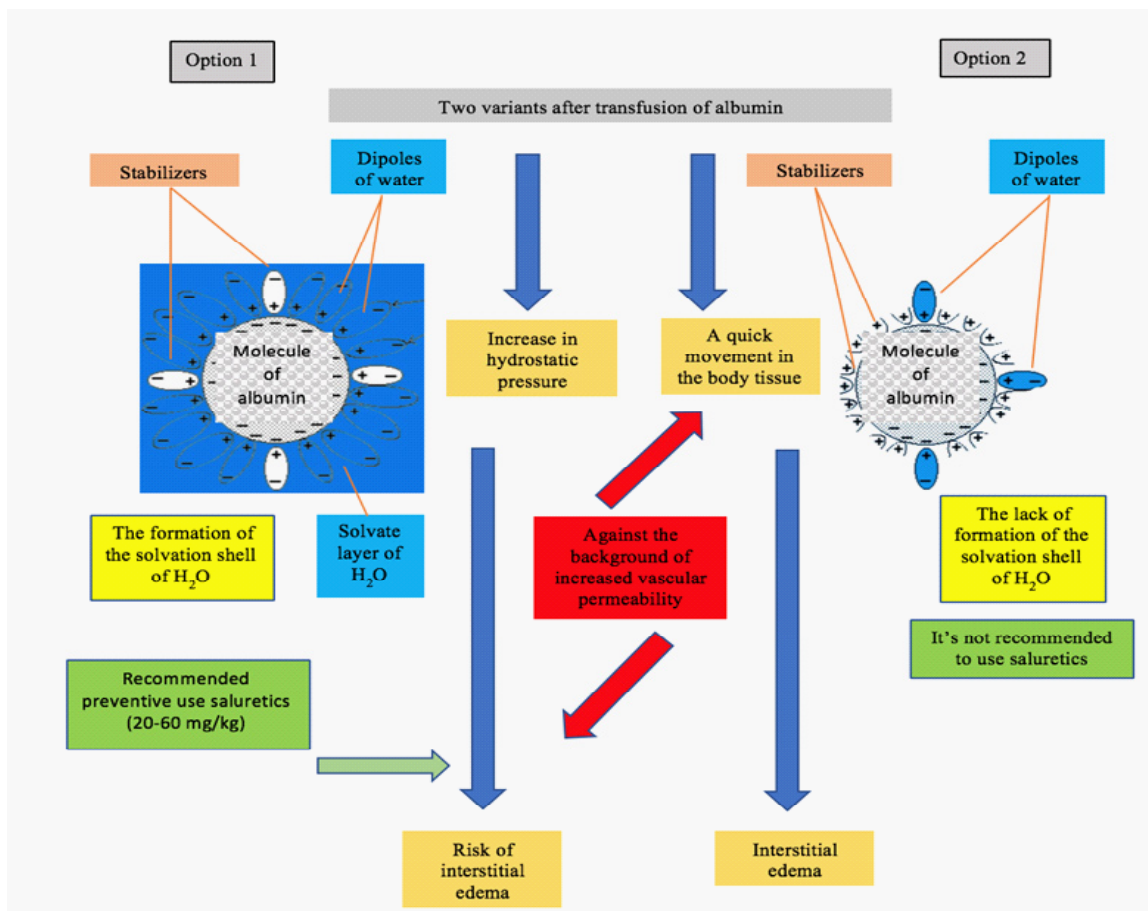 Option 1
Option 2
Two variants after transfusion of albumin
Stabilizers
Dipoles
of water
Stabilizers
Dipoles
of water
Molecule
of
albumin
Increase in
hydrostatic
pressure
A quick
movement in
the body tissue
Molecule
of
albumin
The formation of
the solvation shell
of H₂O
Solvate
layer of
H₂O
Against the
background of
increased vascular
permeability
The lack of
formation of the
solvation shell
of H₂O
It's not recommended
to use saluretics
Recommended
preventive use saluretics
(20-60 mg/kg)
Risk of
interstitial
edema
Interstitial
edema